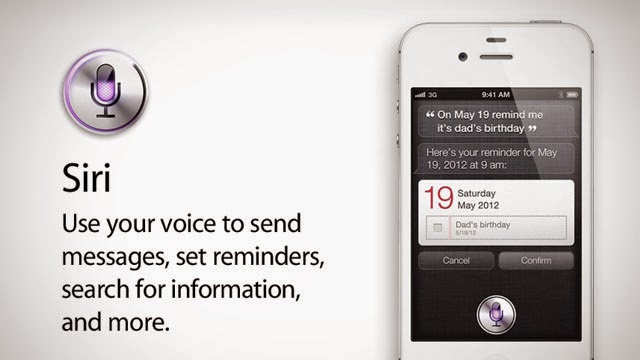 Siri
Use your voice to send
messages, set reminders,
search for information,
and more.
3G 9:41 AM
“ On May 19 remind me
it's dad's birthday ”
Here's your reminder for May
19, 2012 at 9 am:
19 Saturday
May 2012
Dad's birthday
5/19/12
Cancel Confirm